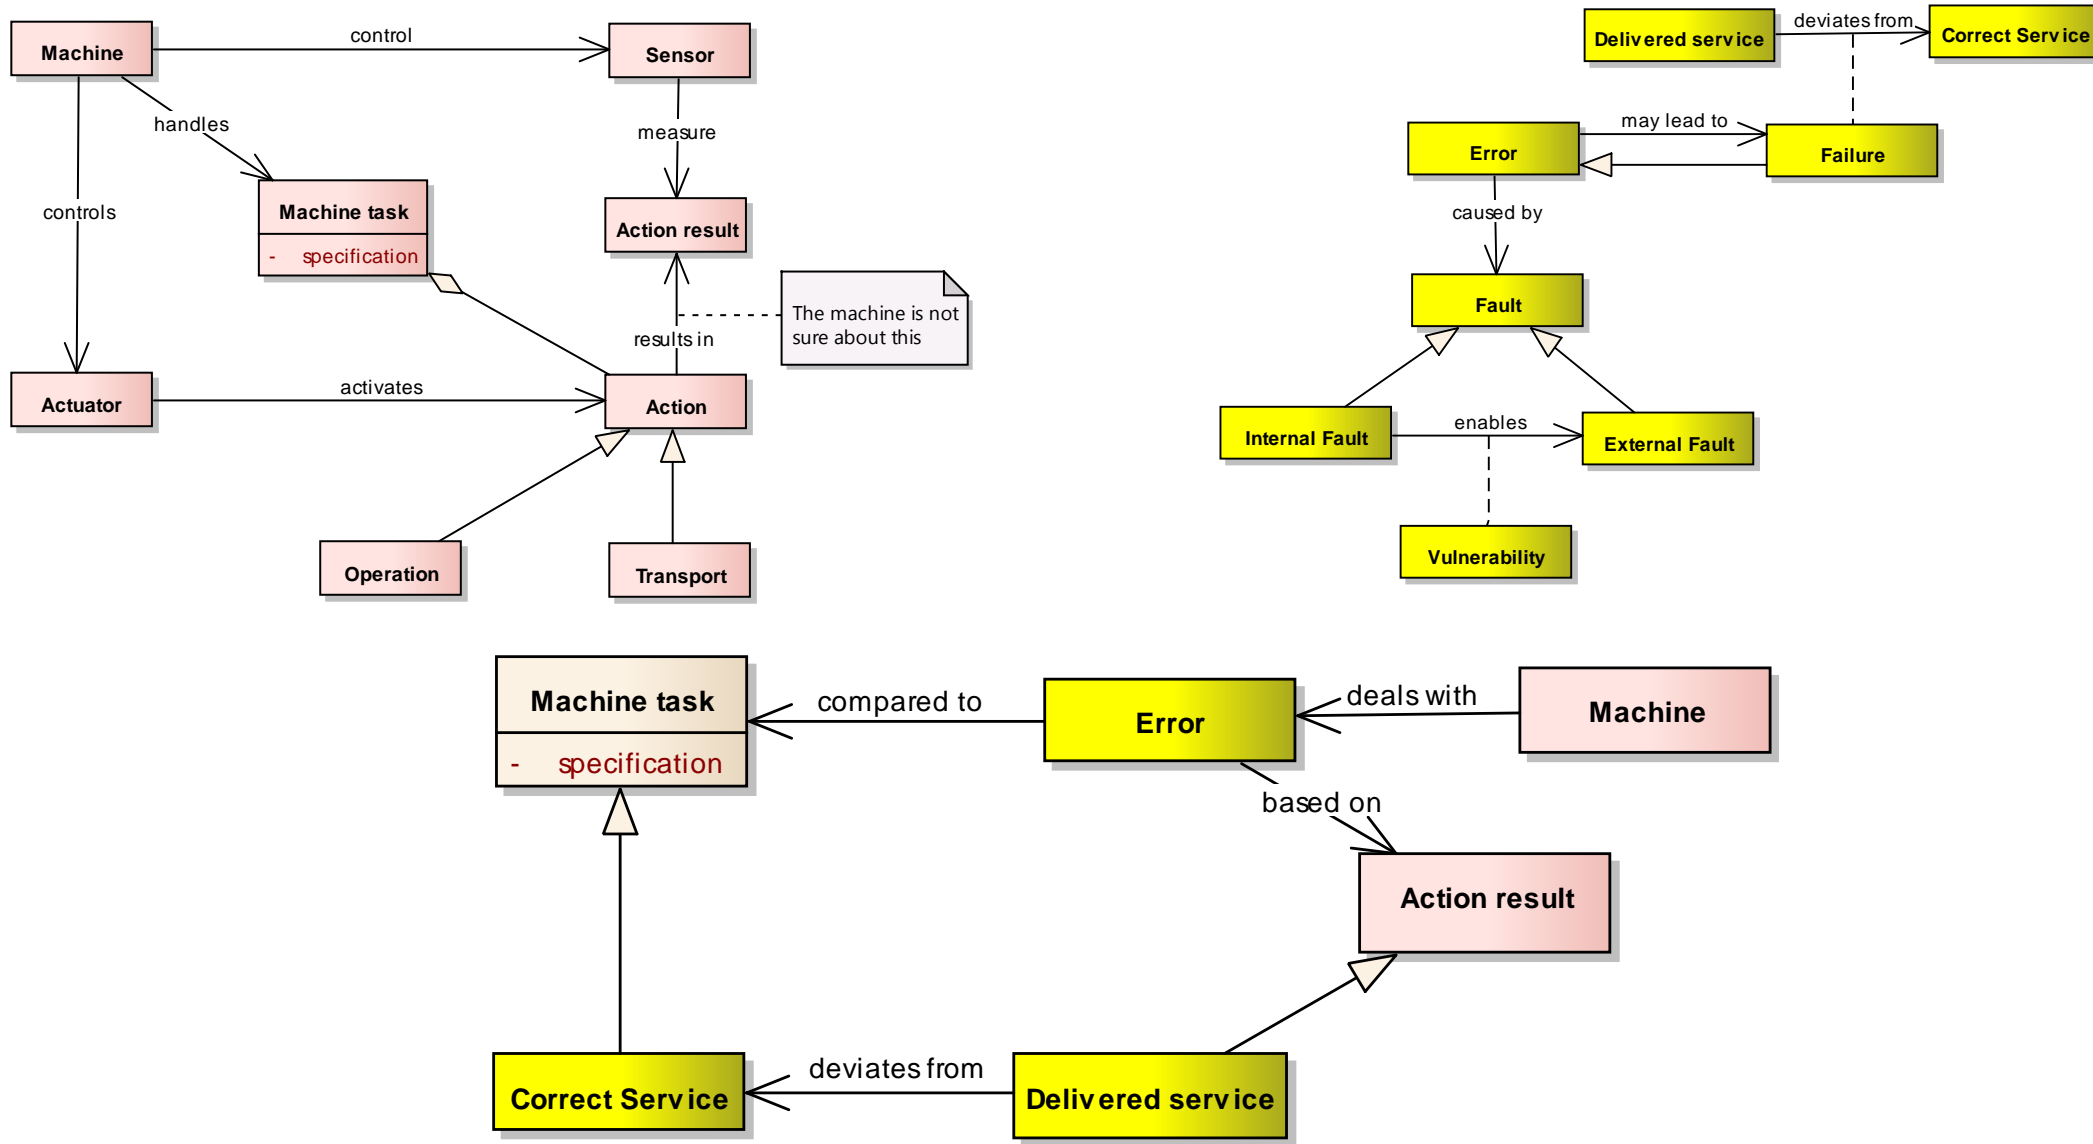 Machine
control
Sensor
handles
measure
controls
Machine task
- specification
Action result
The machine is not
sure about this
results in
Actuator
activates
Action
Operation
Transport
Delivered service
deviates from
Correct Service
Error
may lead to
Failure
caused by
Fault
Internal Fault
enables
External Fault
Vulnerability
Machine task
- specification
compared to
Error
deals with
Machine
based on
Action result
Correct Service
deviates from
Delivered service